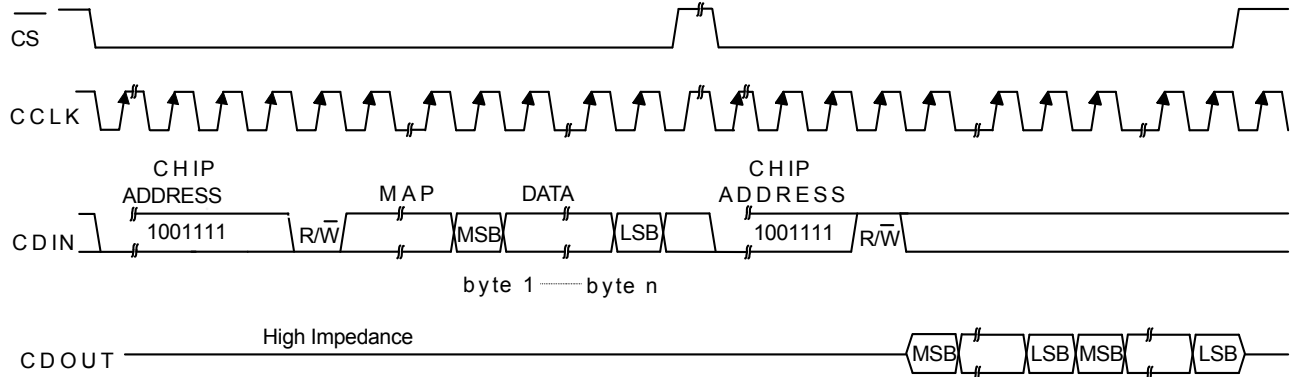 CS
CCLK
CHIP
ADDRESS
MAP
DATA
CHIP
ADDRESS
CDIN
1001111
R/W
MSB
LSB
1001111
R/W
byte 1
byte n
High Impedance
CDOUT
MSB
LSB
MSB
LSB